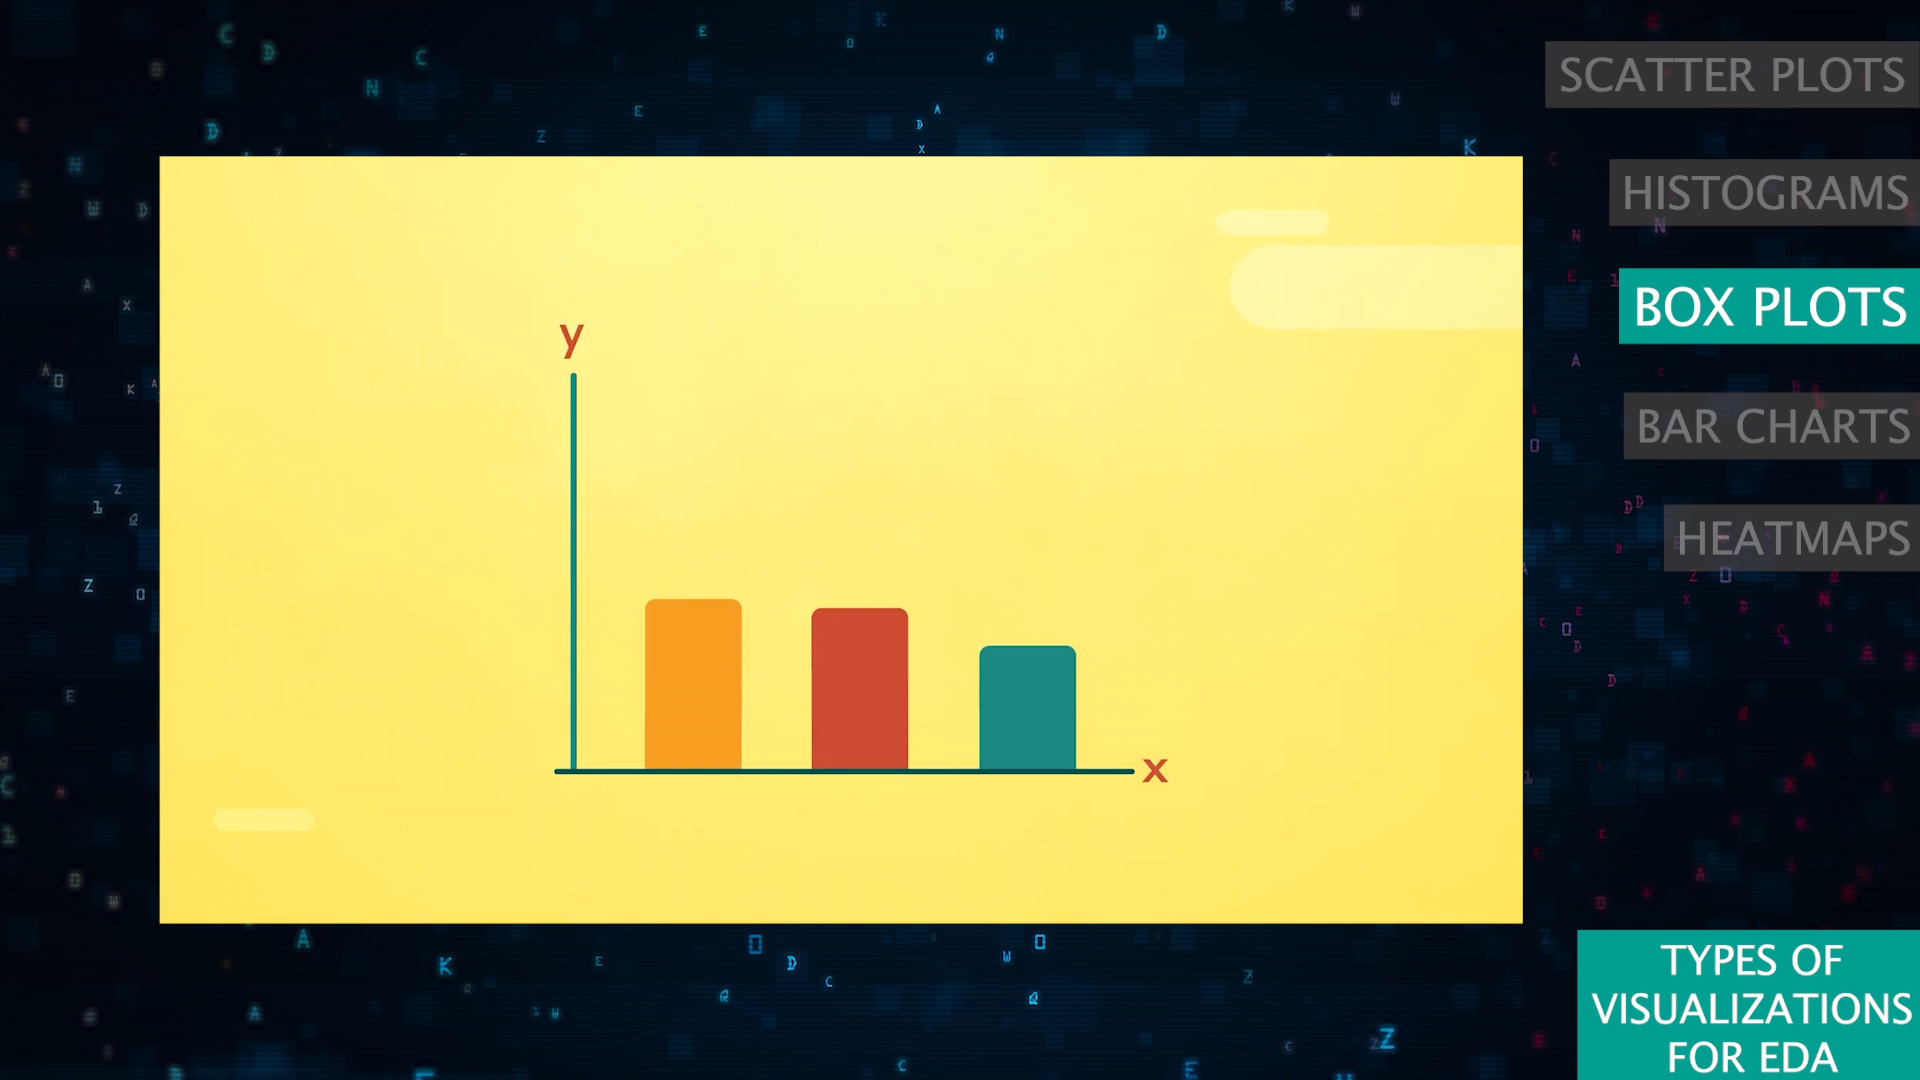 SCATTER PLOTS
HISTOGRAMS
BOX PLOTS
BAR CHARTS
HEATMAPS
y
x
TYPES OF
VISUALIZATIONS
FOR EDA